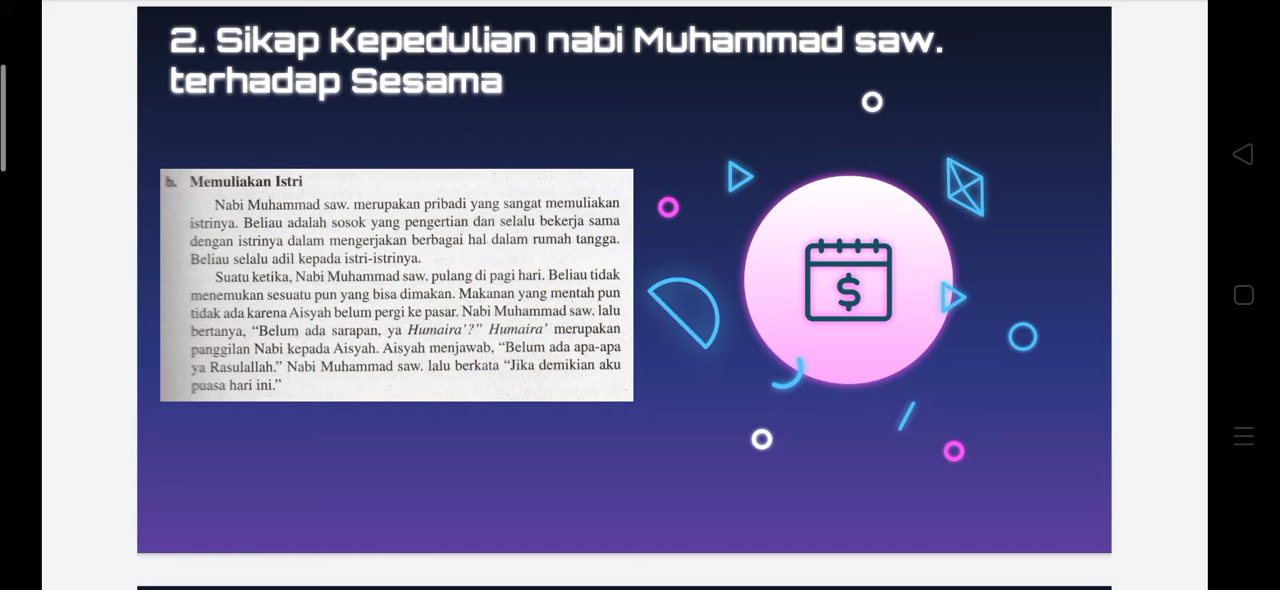 2. Sikap Kepedulian nabi Muhammad saw.
terhadap Sesama
b. Memuliakan Istri
Nabi Muhammad saw. merupakan pribadi yang sangat memuliakan
istrinya. Beliau adalah sosok yang pengertian dan selalu bekerja sama
dengan istrinya dalam mengerjakan berbagai hal dalam rumah tangga.
Beliau selalu adil kepada istri-istrinya.
Suatu ketika, Nabi Muhammad saw. pulang di pagi hari. Beliau tidak
menemukan sesuatu pun yang bisa dimakan. Makanan yang mentah pun
tidak ada karena Aisyah belum pergi ke pasar. Nabi Muhammad saw. lalu
bertanya, “Belum ada sarapan, ya Humaira’?” Humaira’ merupakan
panggilan Nabi kepada Aisyah. Aisyah menjawab, “Belum ada apa-apa
ya Rasulallah.” Nabi Muhammad saw. lalu berkata “Jika demikian aku
puasa hari ini.”
$